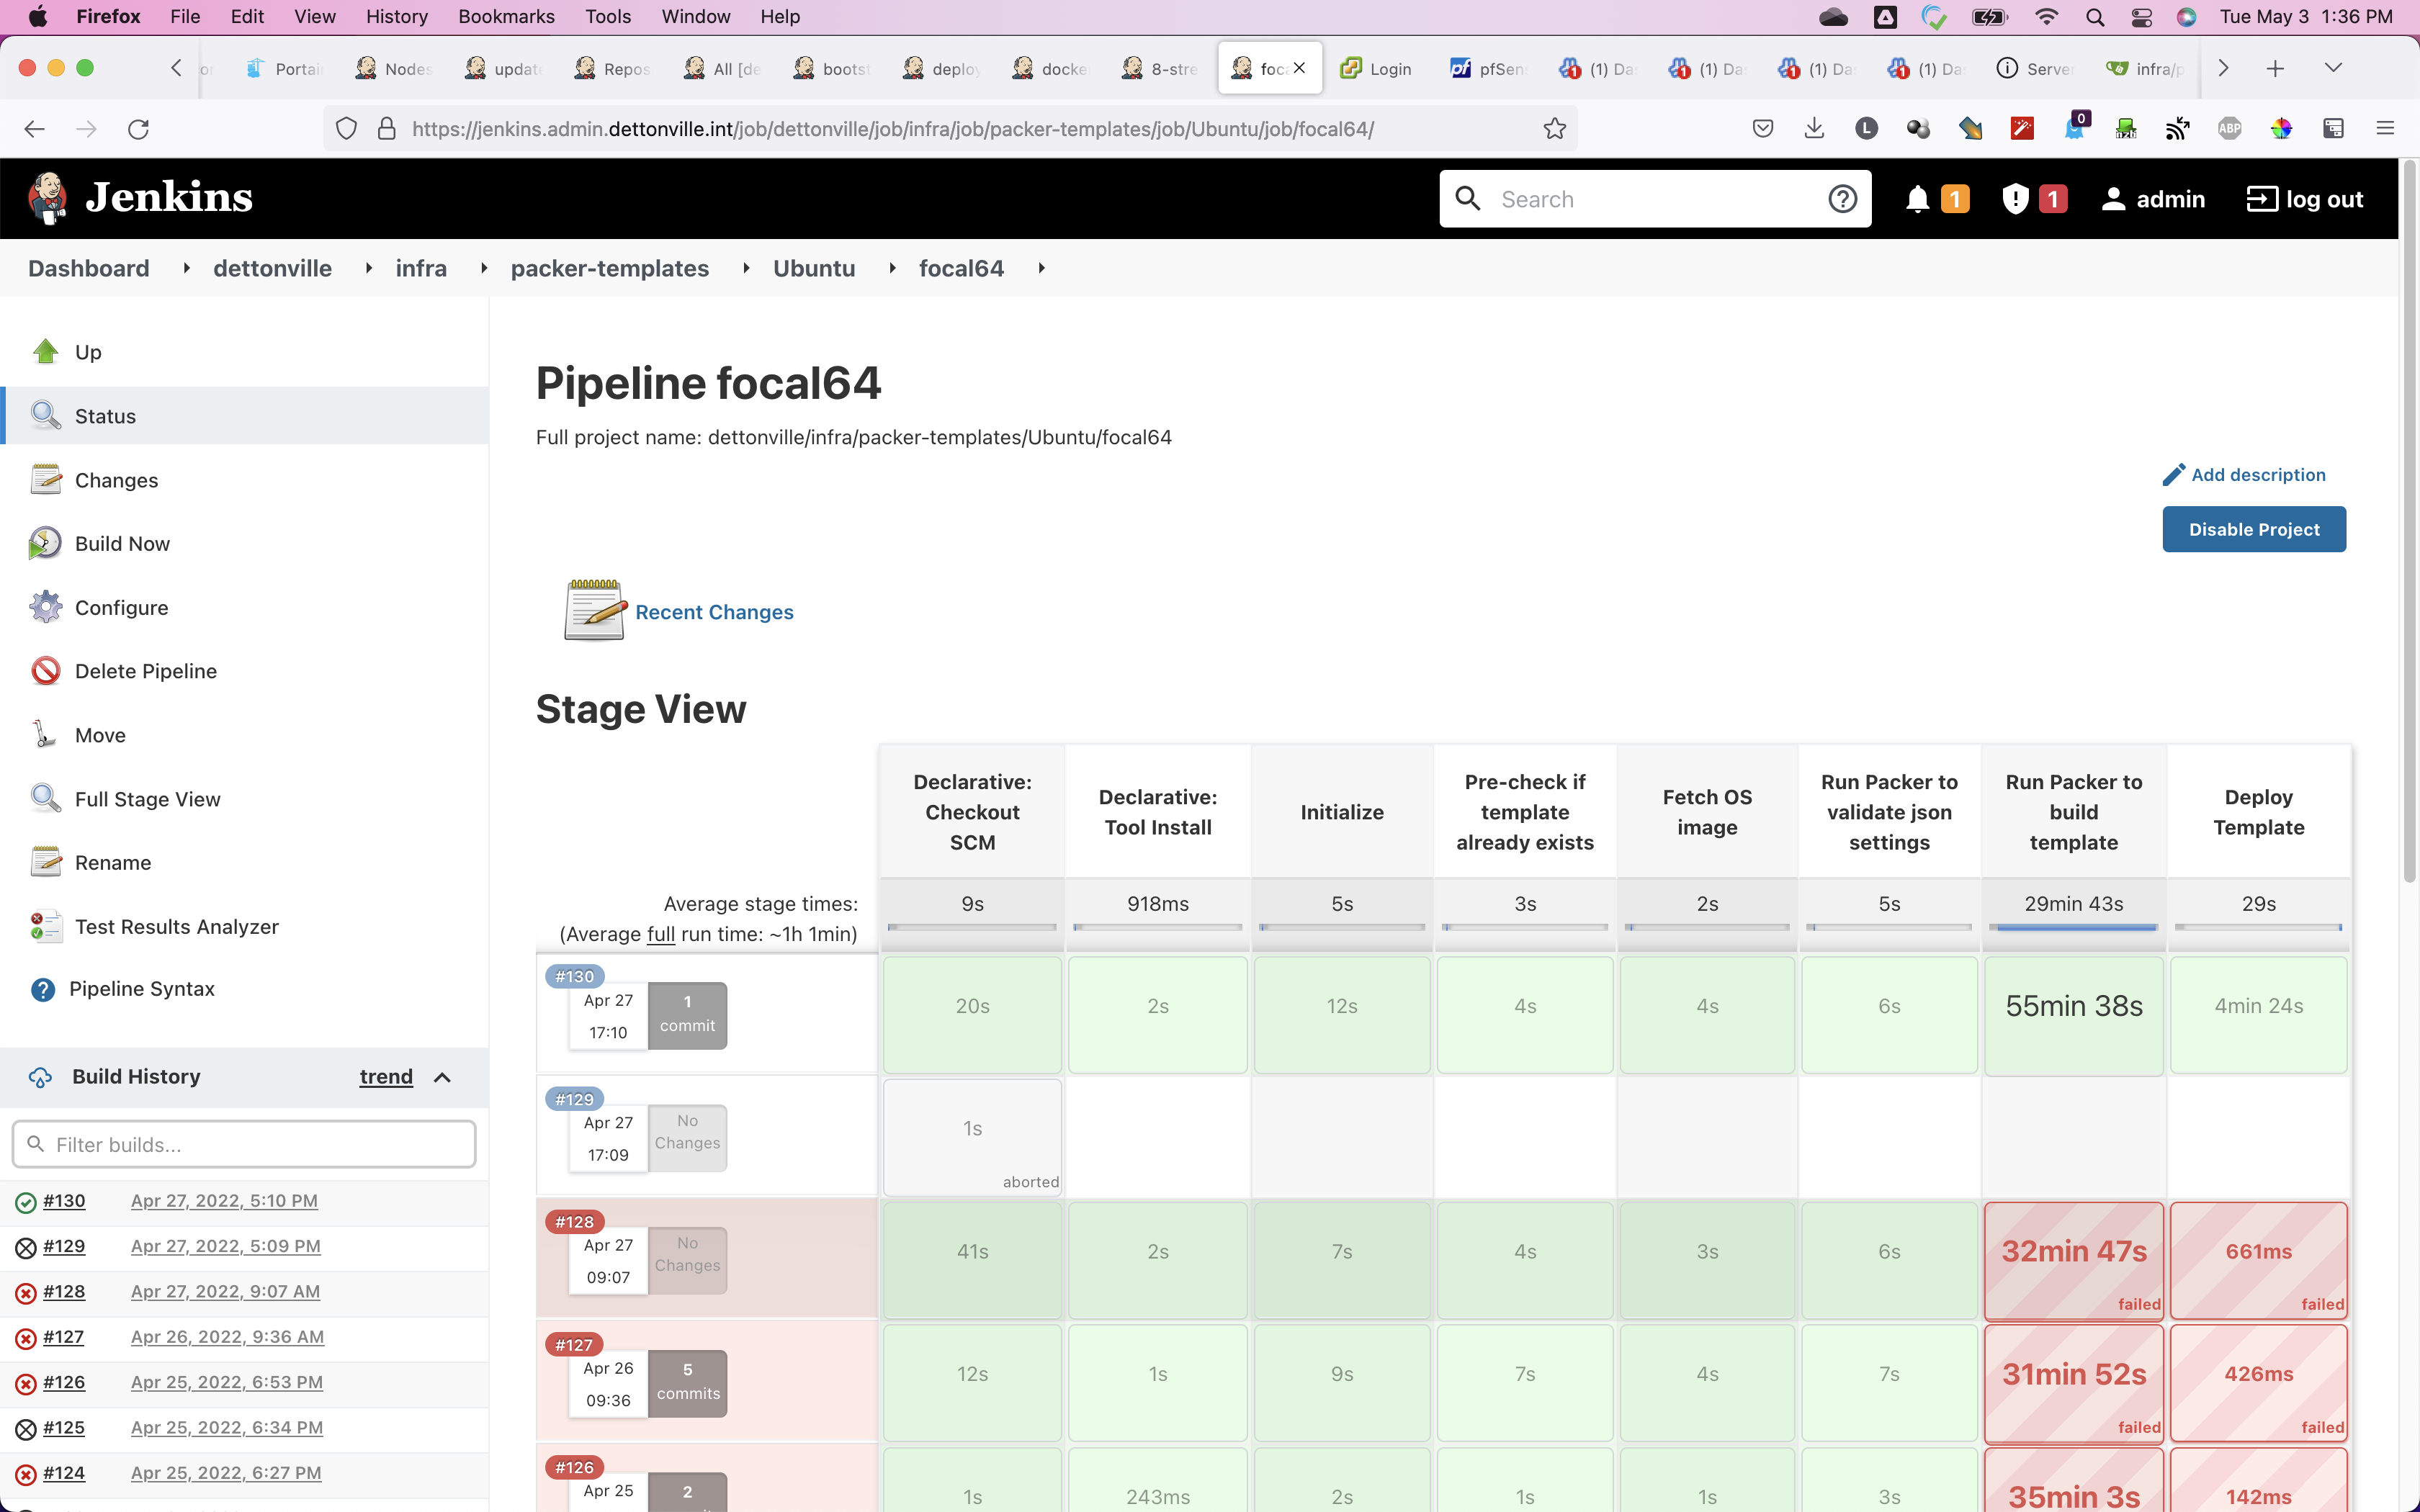 Firefox File Edit View History Bookmarks Tools Window Help Tue May 3 1:36 PM
Portai Nodes updat Repos All [de boots deploy docke 8-stre foc Login pfSen (1) Da (1) Da (1) Da (1) Da Server infra/p
https://jenkins.admin.dettonville.int/job/dettonville/job/infra/job/packer-templates/job/Ubuntu/job/focal64/
L 0 nzb ABP
Jenkins Search 1 1 admin log out
Dashboard dettonville infra packer-templates Ubuntu focal64
Up
Status
Changes
Build Now
Configure
Delete Pipeline
Move
Full Stage View
Rename
Test Results Analyzer
Pipeline Syntax
Build History trend
Filter builds...
#130 Apr 27, 2022, 5:10 PM
#129 Apr 27, 2022, 5:09 PM
#128 Apr 27, 2022, 9:07 AM
#127 Apr 26, 2022, 9:36 AM
#126 Apr 25, 2022, 6:53 PM
#125 Apr 25, 2022, 6:34 PM
#124 Apr 25, 2022, 6:27 PM
Pipeline focal64
Full project name: dettonville/infra/packer-templates/Ubuntu/focal64
Add description
Disable Project
Recent Changes
Stage View
Declarative: Checkout SCM
Declarative: Tool Install
Initialize
Pre-check if template already exists
Fetch OS image
Run Packer to validate json settings
Run Packer to build template
Deploy Template
Average stage times:
(Average full run time: ~1h 1min)
9s 918ms 5s 3s 2s 5s 29min 43s 29s
#130
Apr 27
17:10
1
commit
20s 2s 12s 4s 4s 6s 55min 38s 4min 24s
#129
Apr 27
17:09
No
Changes
1s
aborted
#128
Apr 27
09:07
No
Changes
41s 2s 7s 4s 3s 6s 32min 47s 661ms
failed failed
#127
Apr 26
09:36
5
commits
12s 1s 9s 7s 4s 7s 31min 52s 426ms
failed failed
#126
Apr 25
2
1s 243ms 2s 1s 1s 3s 35min 3s 142ms